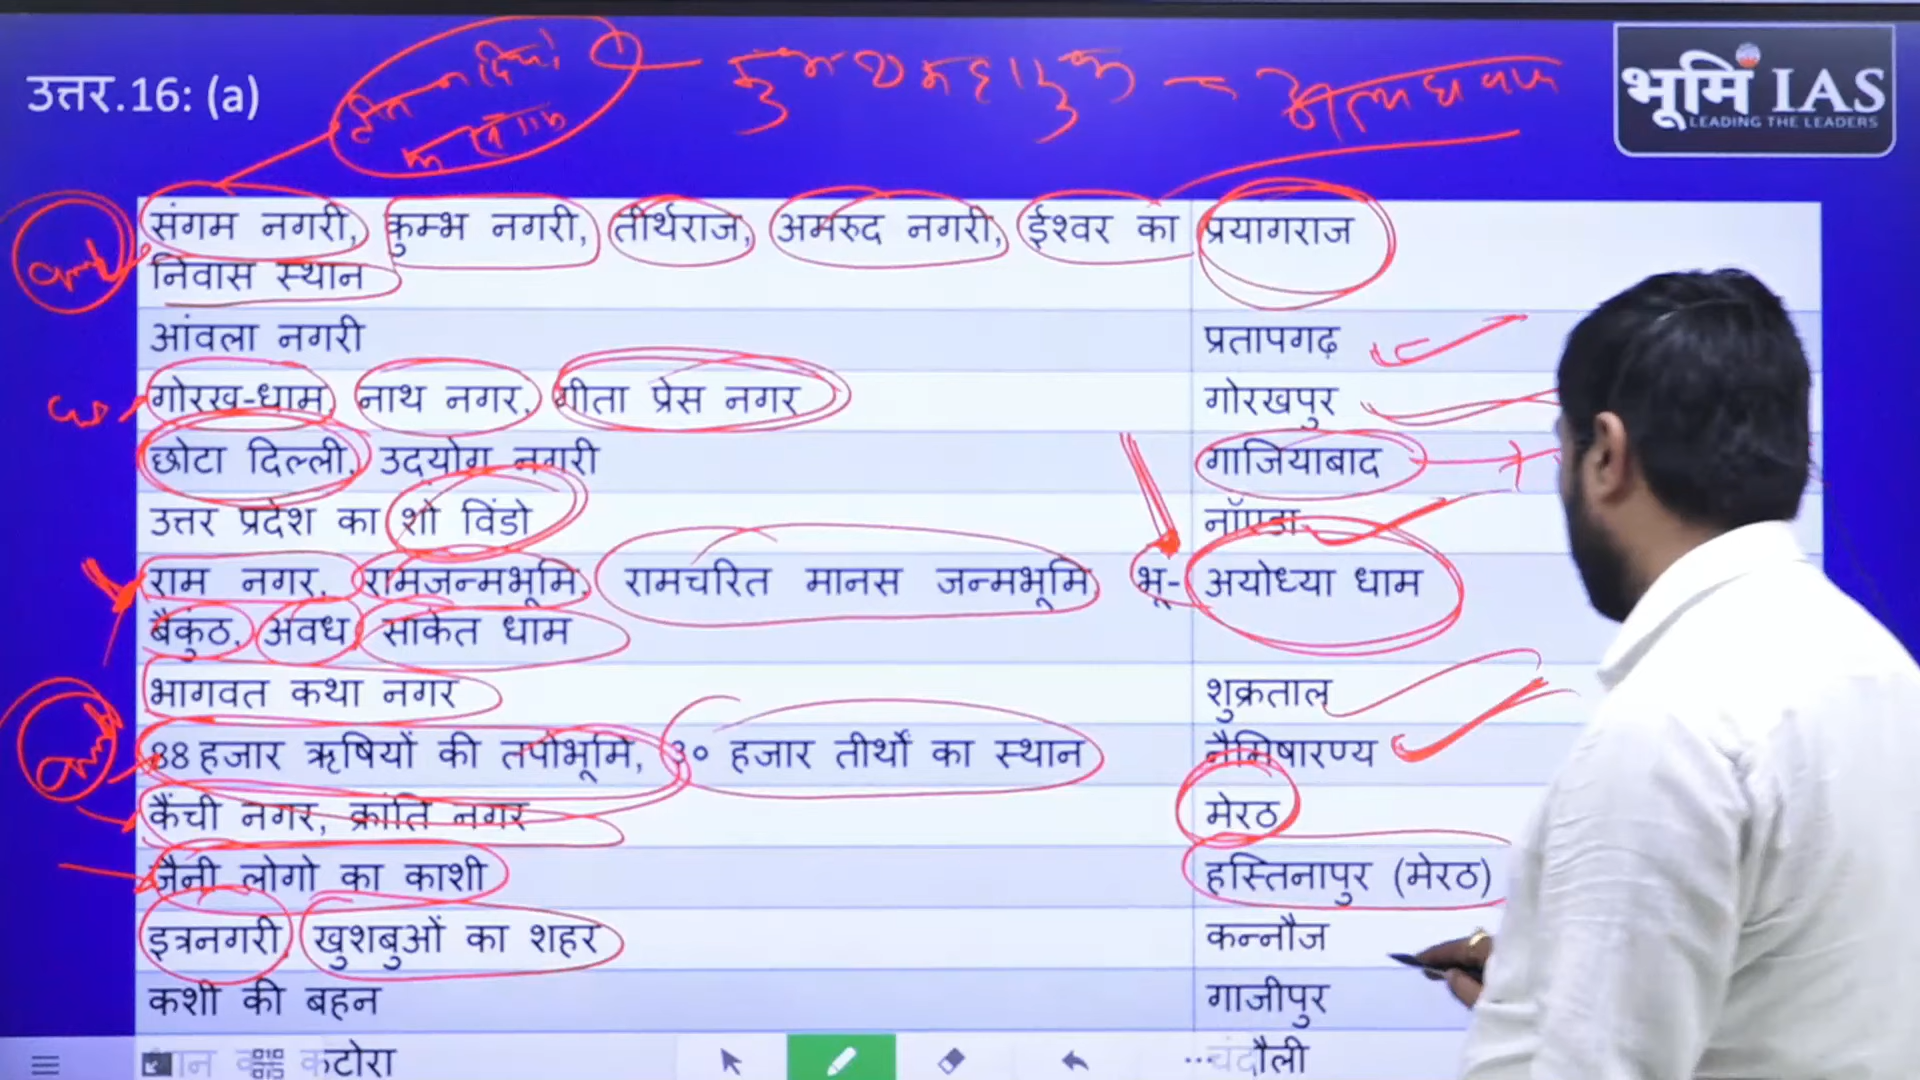 उत्तर.16: (a)
भूमि IAS
LEADING THE LEADERS
संगम नगरी, कुम्भ नगरी, तीर्थराज, अमरुद नगरी, ईश्वर का प्रयागराज
निवास स्थान
आंवला नगरी प्रतापगढ़
गोरख-धाम, नाथ नगर, गीता प्रेस नगर गोरखपुर
छोटा दिल्ली, उदयोग नगरी गाजियाबाद
उत्तर प्रदेश का शो विंडो नॉएडा
राम नगर, रामजन्मभूमि, रामचरित मानस जन्मभूमि, भू- अयोध्या धाम
बैकुंठ, अवध, साकेत धाम
भागवत कथा नगर शुक्रताल
88 हजार ऋषियों की तपोभूमि, 3० हजार तीर्थों का स्थान नैमिषारण्य
कैंची नगर, क्रांति नगर मेरठ
जैनी लोगो का काशी हस्तिनापुर (मेरठ)
इत्रनगरी, खुशबुओं का शहर कन्नौज
कशी की बहन गाजीपुर
कटोरा चंदौली